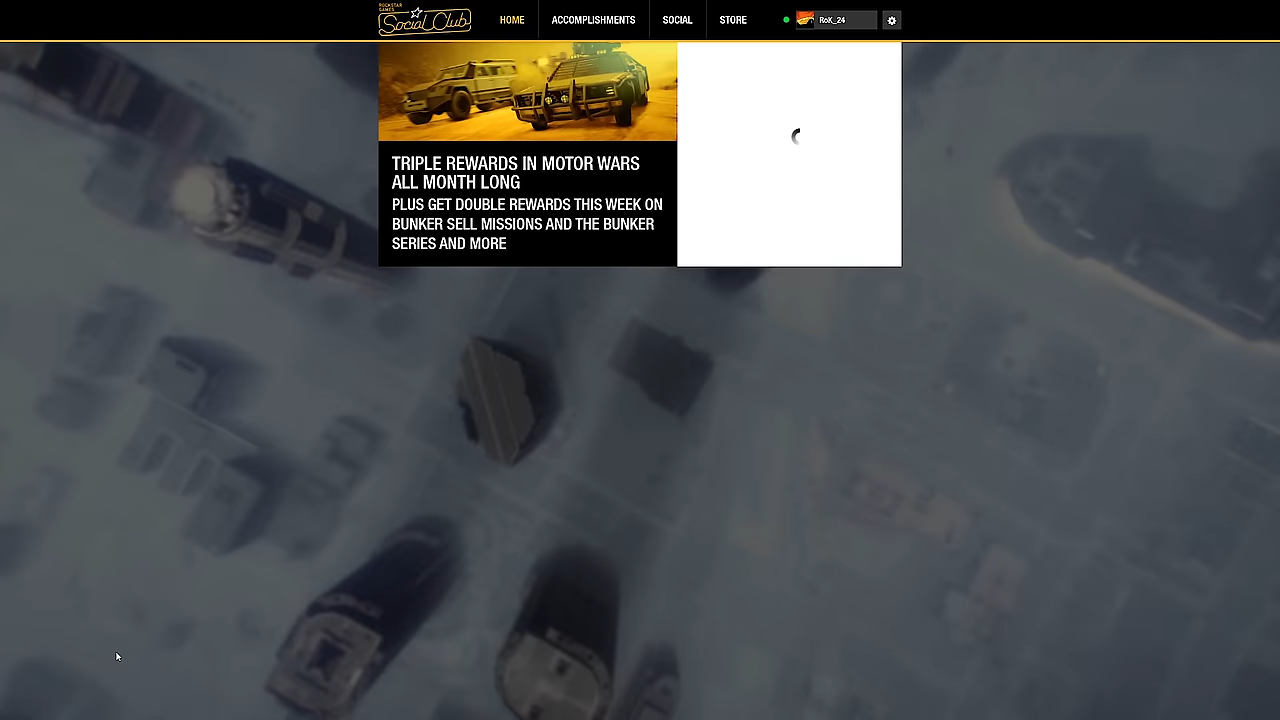 ROCKSTAR
GAMES
Social Club
HOME
ACCOMPLISHMENTS
SOCIAL
STORE
RoK_24
TRIPLE REWARDS IN MOTOR WARS
ALL MONTH LONG
PLUS GET DOUBLE REWARDS THIS WEEK ON
BUNKER SELL MISSIONS AND THE BUNKER
SERIES AND MORE